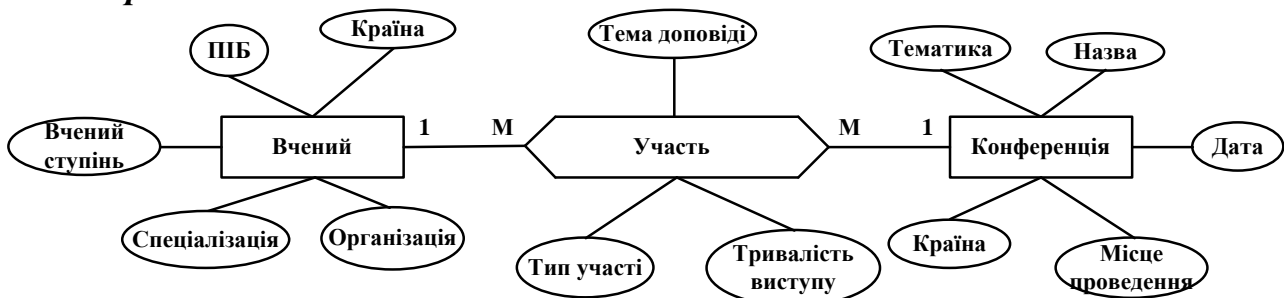 ПІБ
Країна
Тема доповіді
Тематика
Назва
Вчений
ступінь
Вчений
1
М
Участь
М
1
Конференція
Дата
Спеціалізація
Організація
Тип участі
Тривалість
виступу
Країна
Місце
проведення